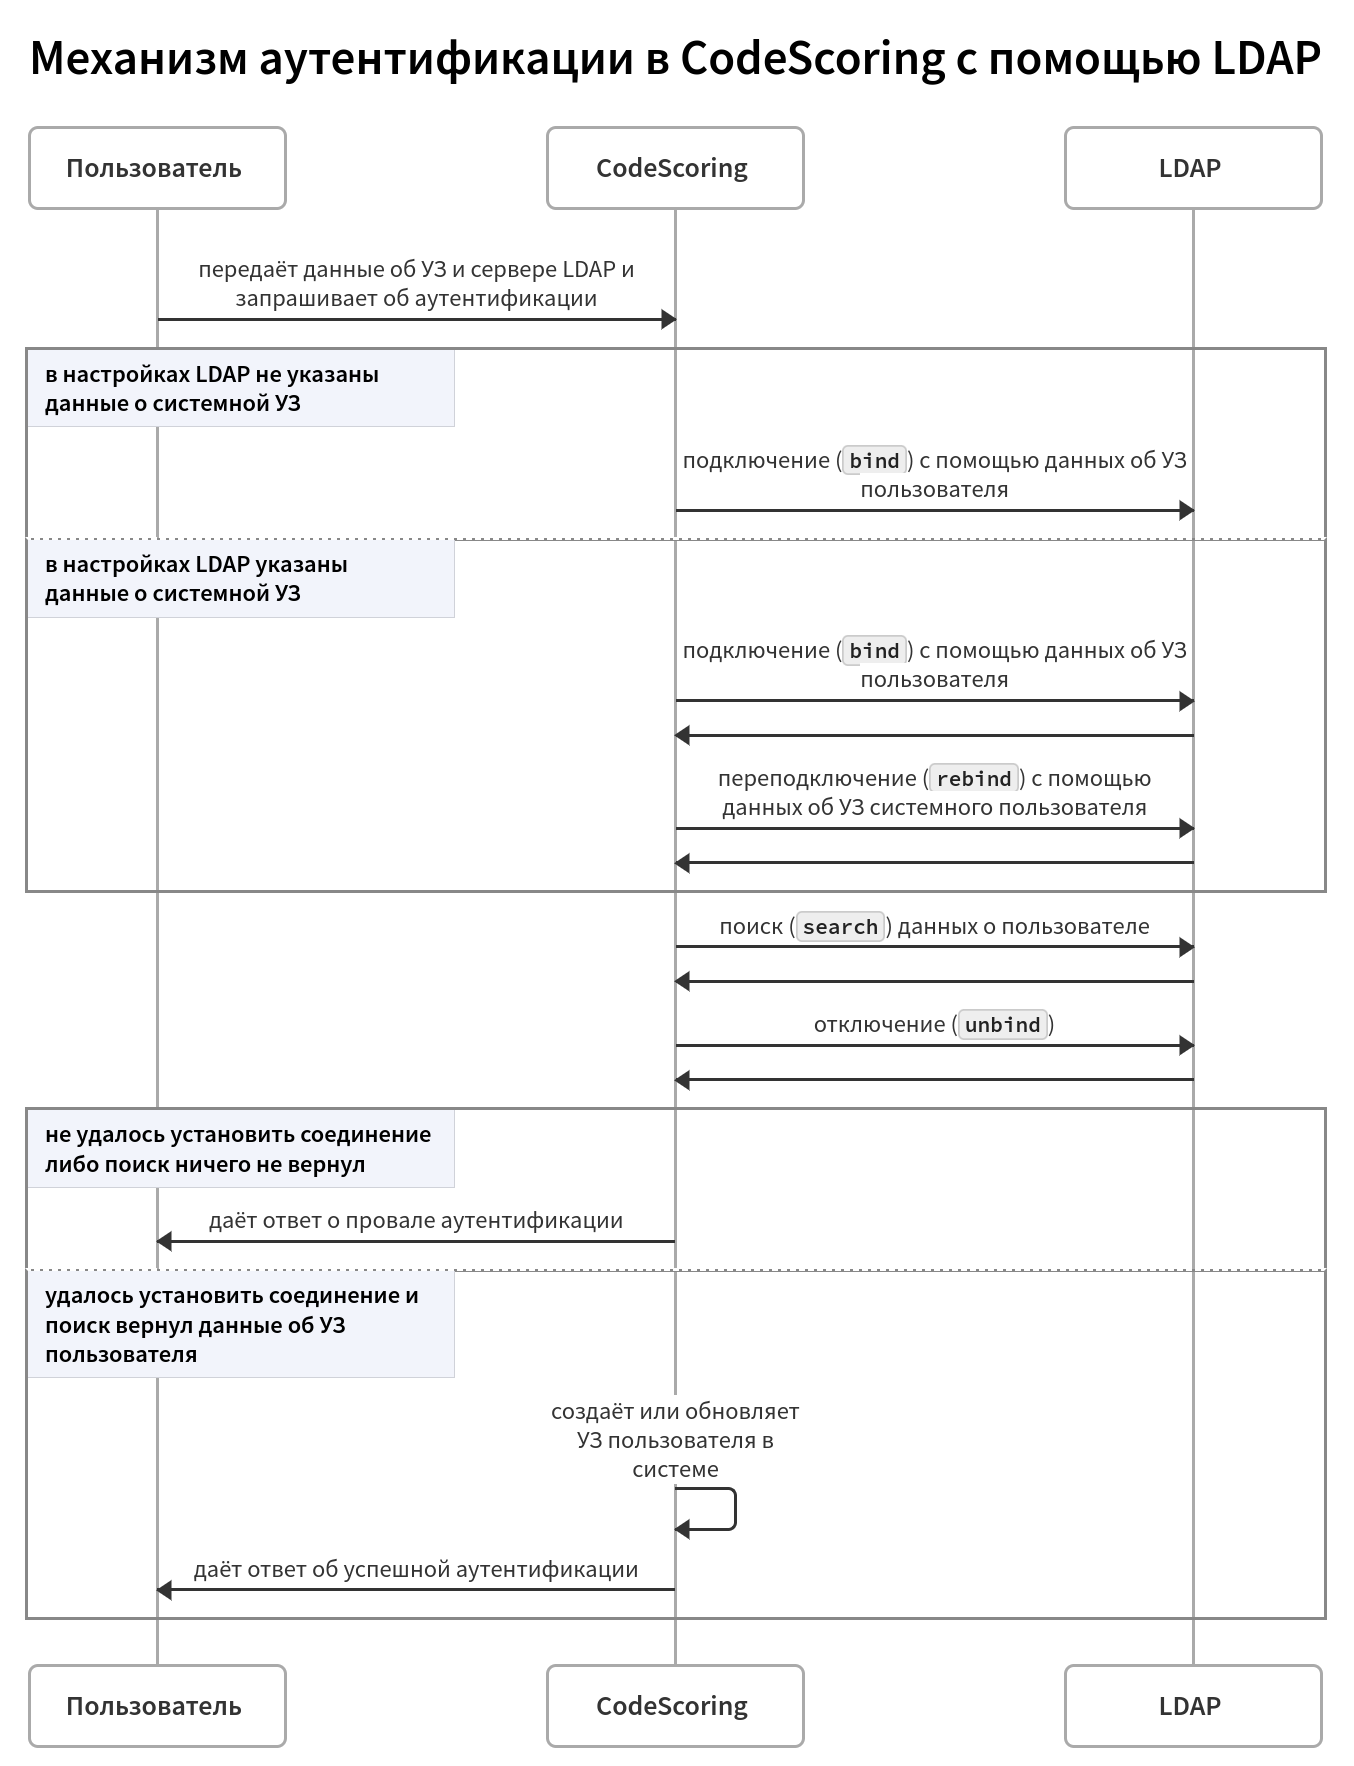 Механизм аутентификации в CodeScoring с помощью LDAP
Пользователь
CodeScoring
LDAP
передаёт данные об УЗ и сервере LDAP и
запрашивает об аутентификации
в настройках LDAP не указаны
данные о системной УЗ
подключение (bind) с помощью данных об УЗ
пользователя
в настройках LDAP указаны
данные о системной УЗ
подключение (bind) с помощью данных об УЗ
пользователя
переподключение (rebind) с помощью
данных об УЗ системного пользователя
поиск (search) данных о пользователе
отключение (unbind)
не удалось установить соединение
либо поиск ничего не вернул
даёт ответ о провале аутентификации
удалось установить соединение и
поиск вернул данные об УЗ
пользователя
создаёт или обновляет
УЗ пользователя в
системе
даёт ответ об успешной аутентификации
Пользователь
CodeScoring
LDAP